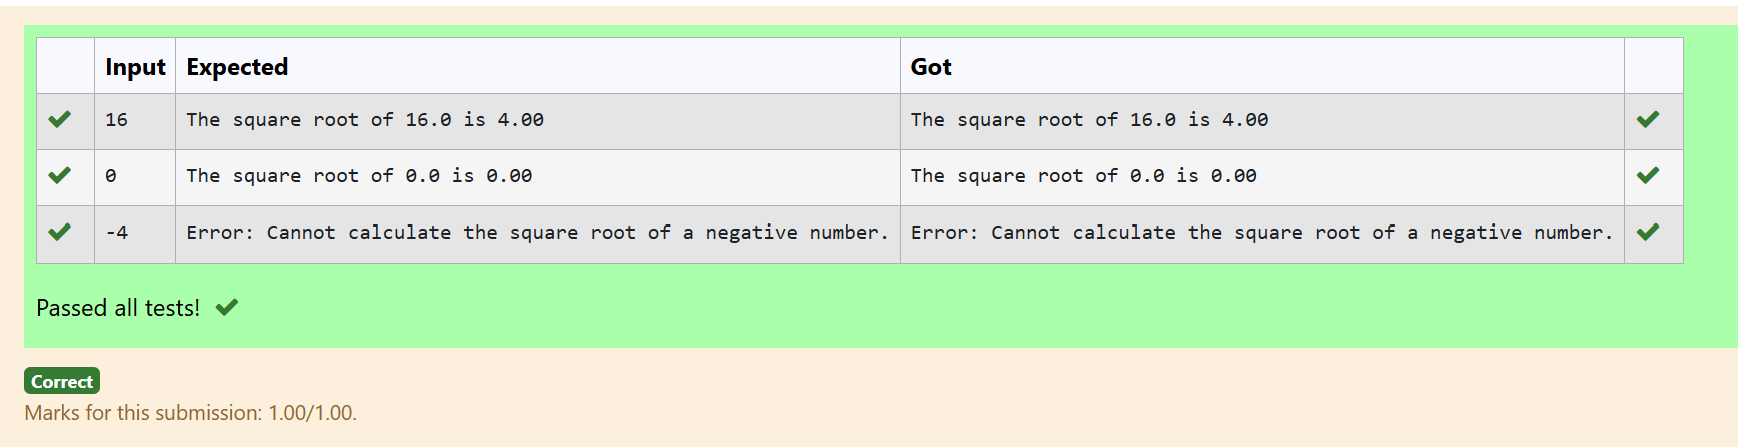 Input Expected Got
16 The square root of 16.0 is 4.00 The square root of 16.0 is 4.00
0 The square root of 0.0 is 0.00 The square root of 0.0 is 0.00
-4 Error: Cannot calculate the square root of a negative number. Error: Cannot calculate the square root of a negative number.
Passed all tests!
Correct
Marks for this submission: 1.00/1.00.